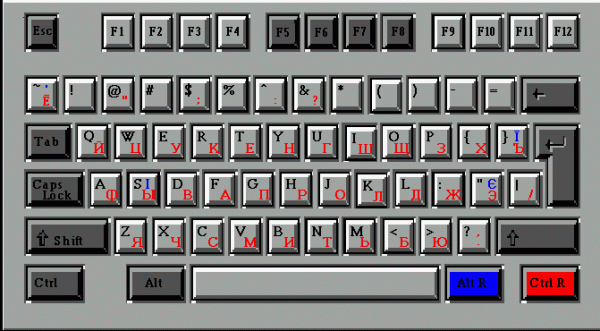 Esc F1 F2 F3 F4 F5 F6 F7 F8 F9 F10 F11 F12
~ ' Ё ! @ " # $ ; % ^ : & ? * ( ) - = ←
Tab Q Й W Ц E У R К T Е Y Н U Г I Ш O Щ P З { Х } Ї Ъ ↵
Caps Lock A Ф S І Ы D В F А G П H Р J О K Л L Д : Ж " Є Э | /
⇧ Shift Z Я X Ч C С V М B И N Т M Ь < Б > Ю ? ⇧
Ctrl Alt Alt R Ctrl R